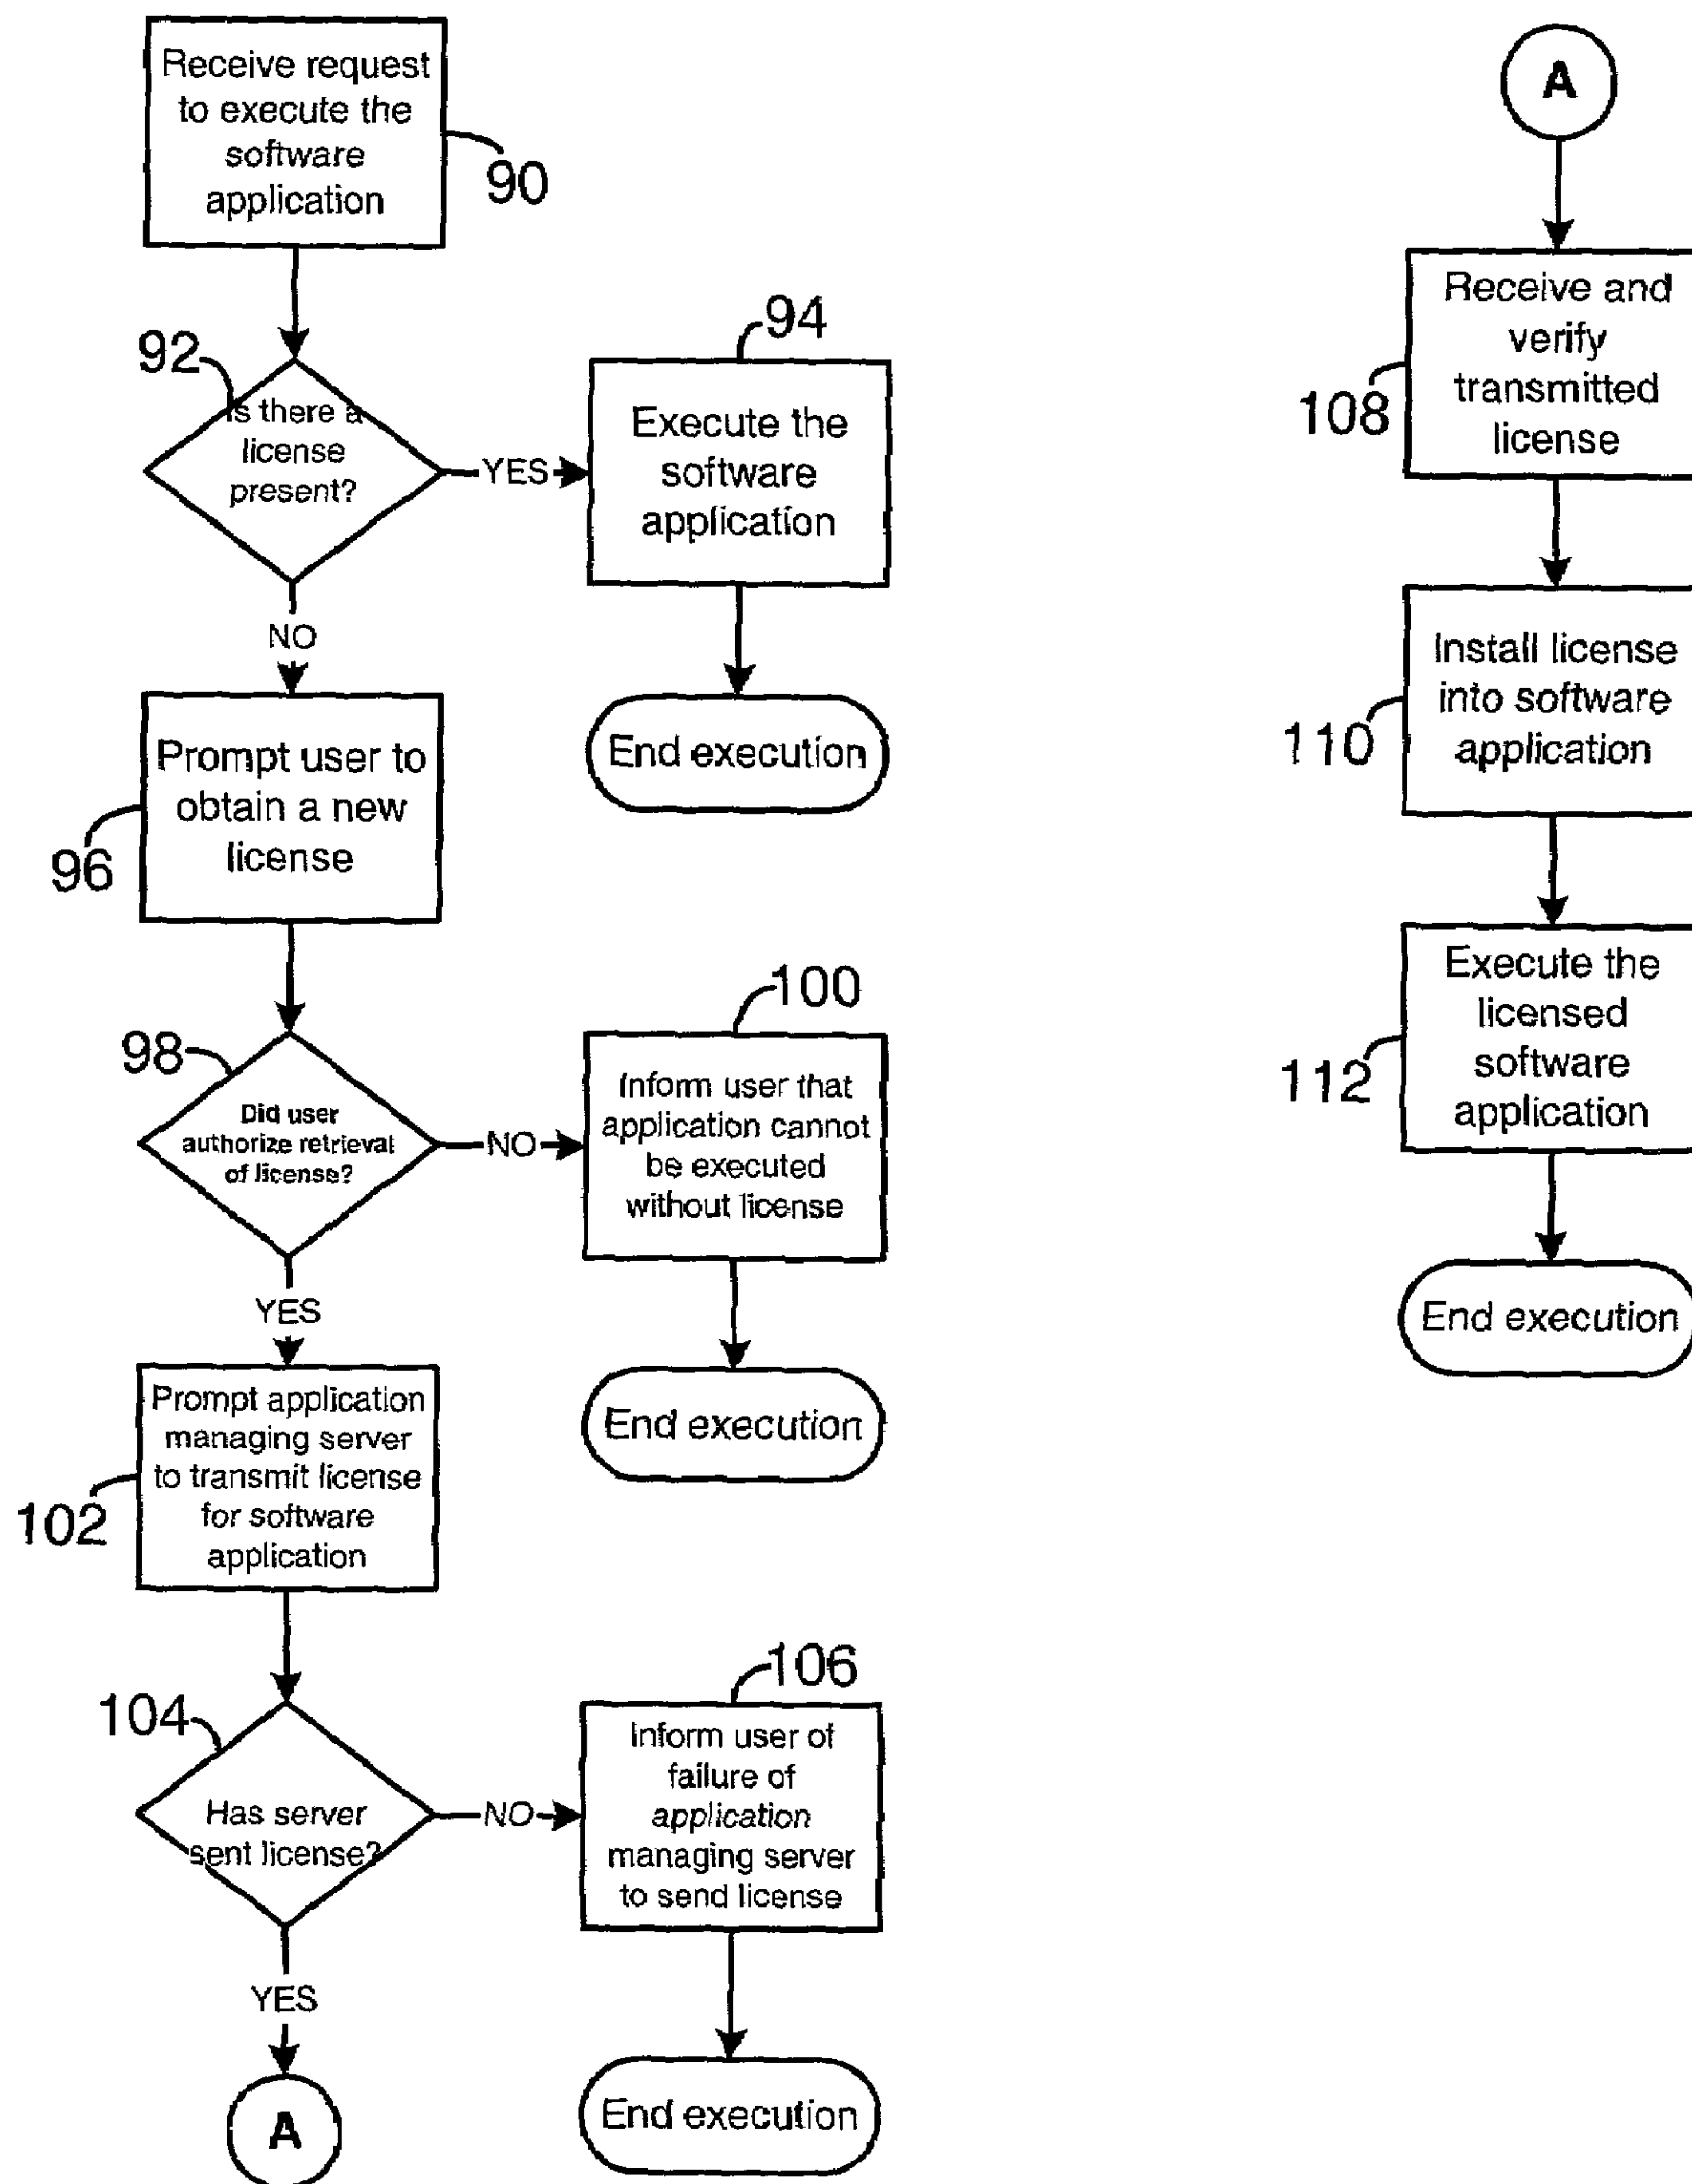 Receive request
to execute the
software
application
90
92
Is there a
license
present?
YES
94
Execute the
software
application
End execution
NO
Prompt user to
obtain a new
license
96
98
Did user
authorize retrieval
of license?
NO
100
Inform user that
application cannot
be executed
without license
End execution
YES
Prompt application
managing server
to transmit license
for software
application
102
104
Has server
sent license?
NO
106
Inform user of
failure of
application
managing server
to send license
End execution
YES
A
A
Receive and
verify
transmitted
license
108
Install license
into software
application
110
Execute the
licensed
software
application
112
End execution